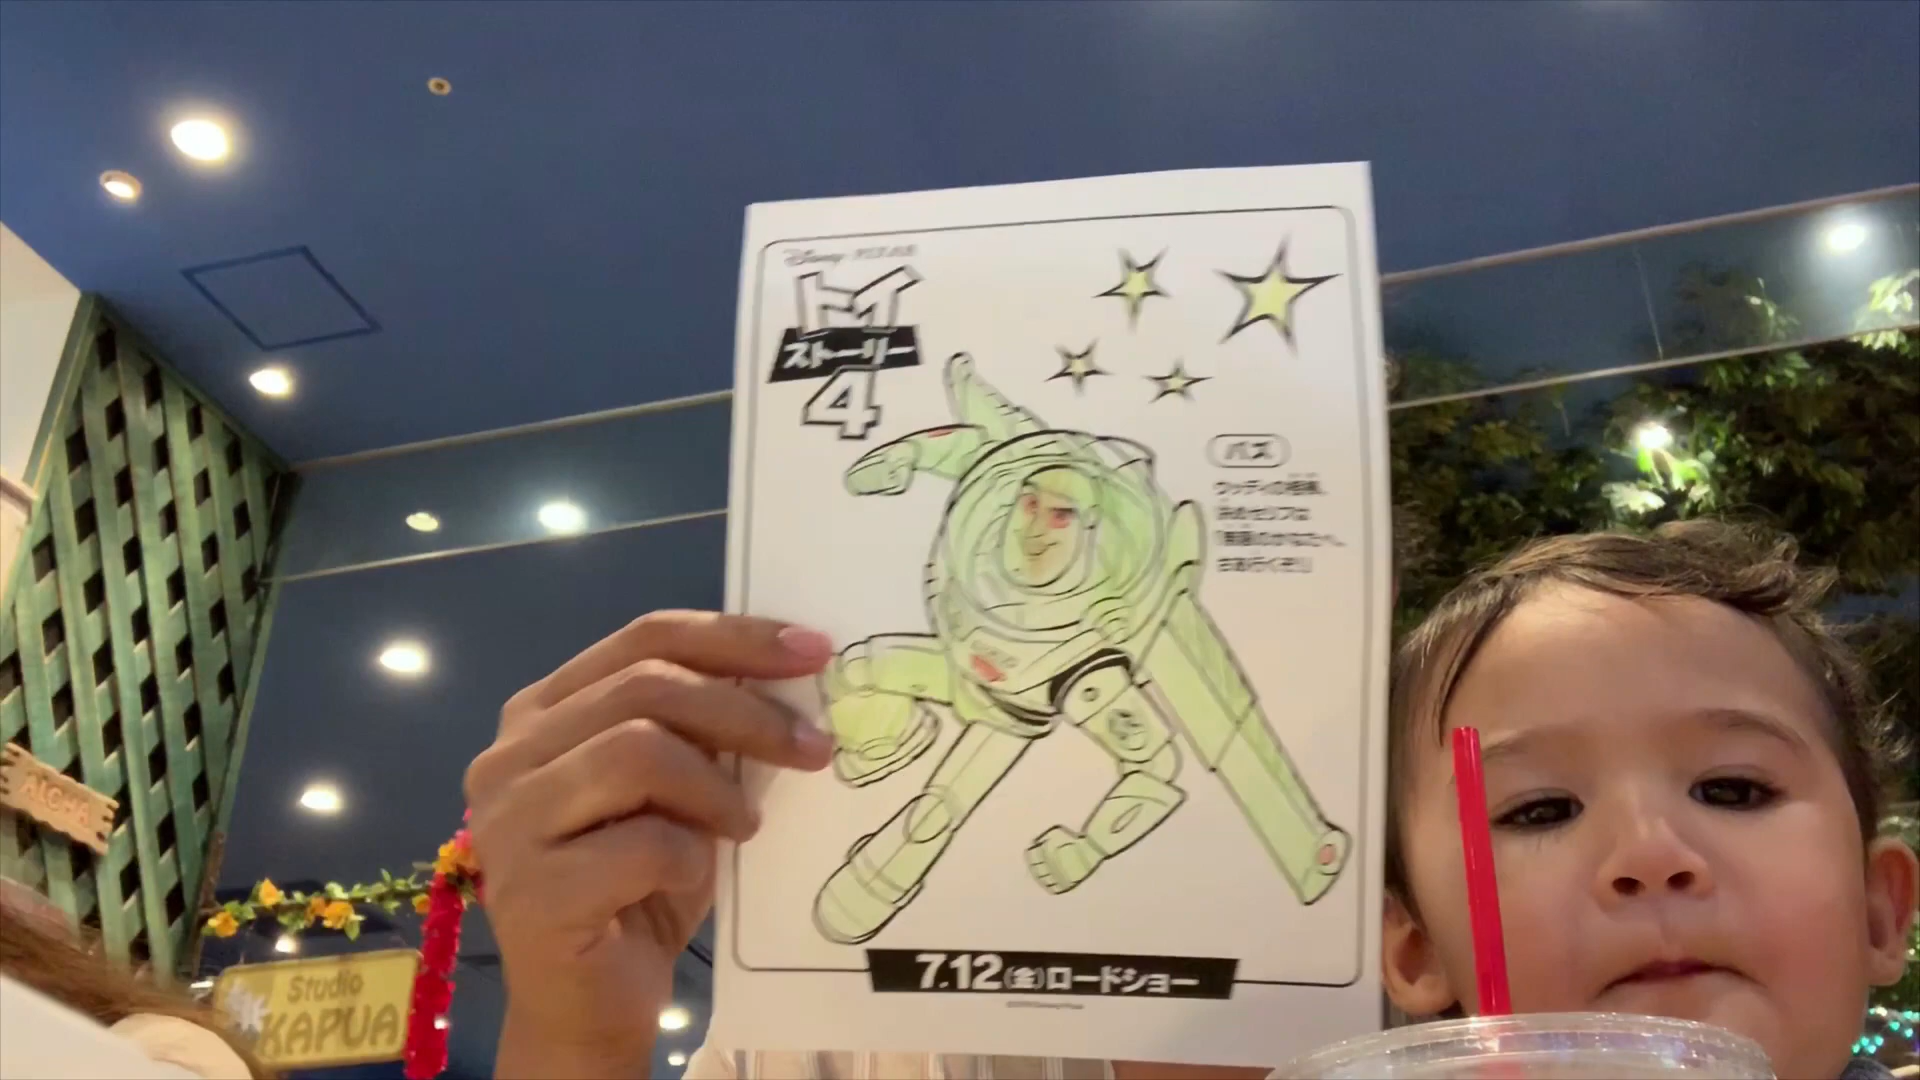 Disney PIXAR
トイ
ストーリー
4
バズ
ウッディの相棒。
決めセリフは
「無限のかなたへ、
さあ行くぞ!」
7.12(金)ロードショー
ALOHA
Studio
KAPUA